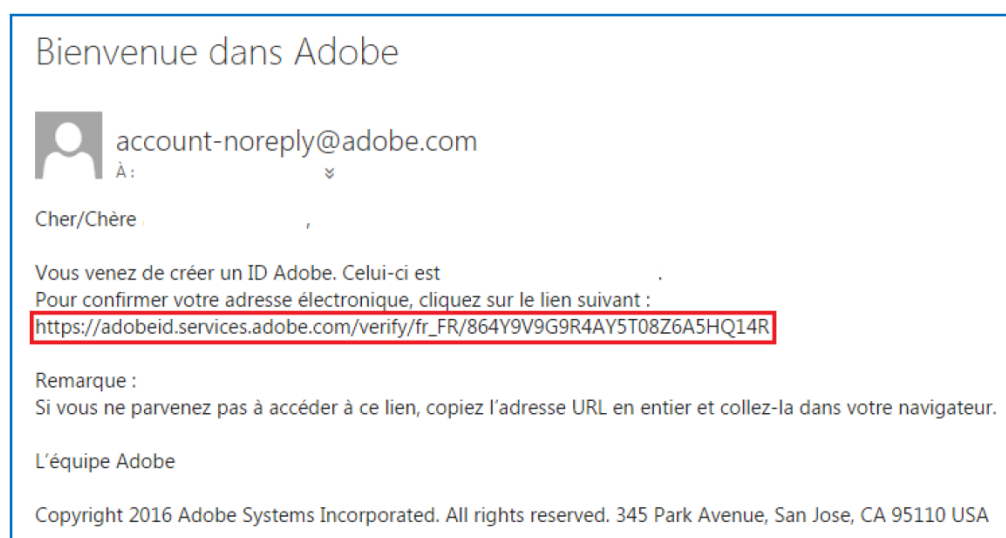 Bienvenue dans Adobe
account-noreply@adobe.com
À :
Cher/Chère ,
Vous venez de créer un ID Adobe. Celui-ci est .
Pour confirmer votre adresse électronique, cliquez sur le lien suivant :
https://adobeid.services.adobe.com/verify/fr_FR/864Y9V9G9R4AY5T08Z6A5HQ14R
Remarque :
Si vous ne parvenez pas à accéder à ce lien, copiez l’adresse URL en entier et collez-la dans votre navigateur.
L’équipe Adobe
Copyright 2016 Adobe Systems Incorporated. All rights reserved. 345 Park Avenue, San Jose, CA 95110 USA